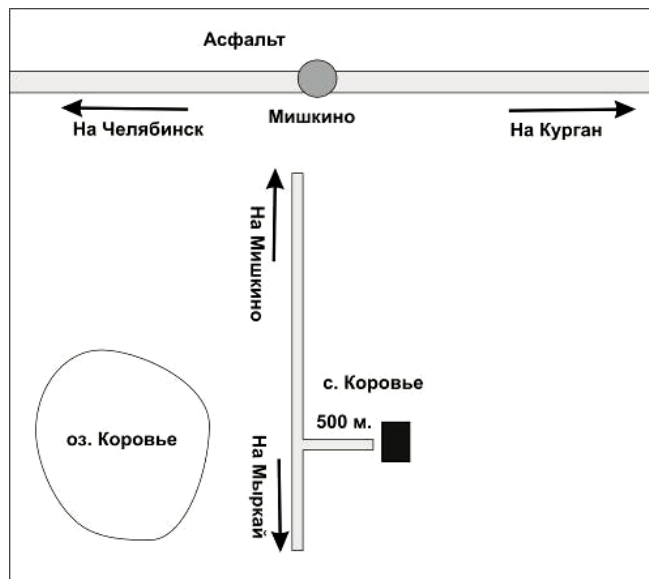 Асфальт
На Челябинск
Мишкино
На Курган
На Мишкино
с. Коровье
500 м.
оз. Коровье
На Мыркай